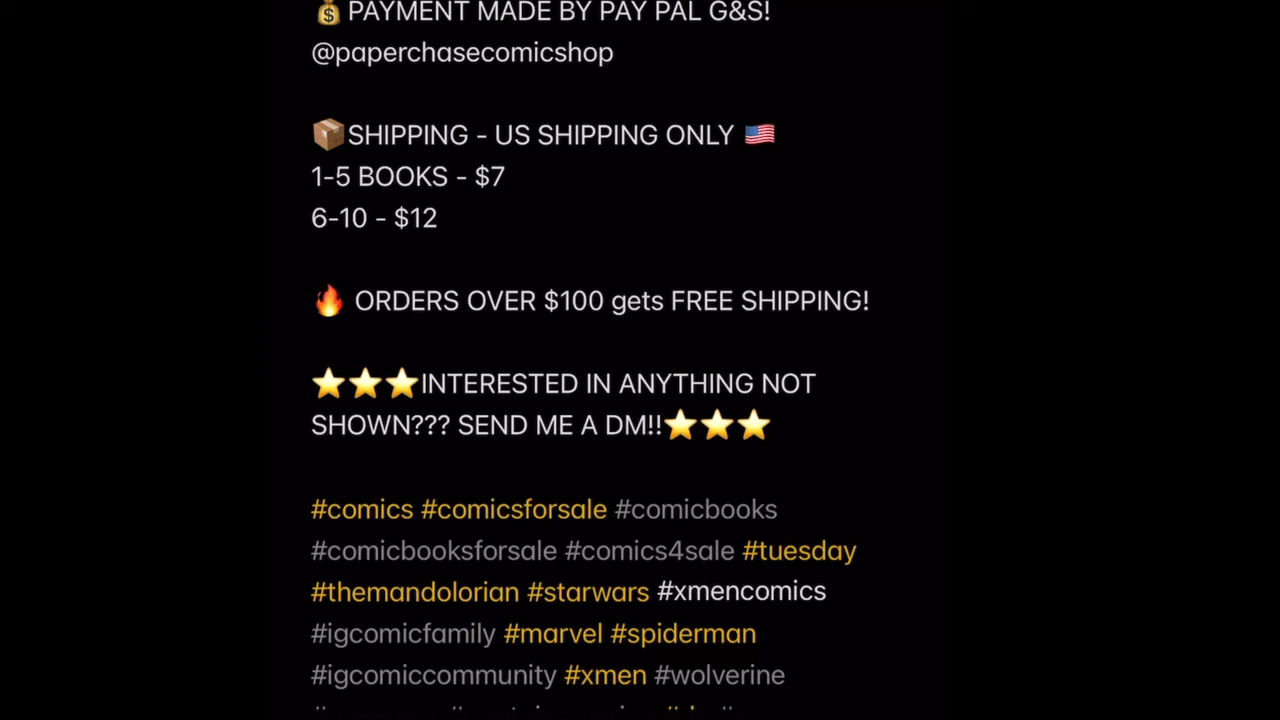 💰PAYMENT MADE BY PAY PAL G&S!
@paperchasecomicshop
📦SHIPPING - US SHIPPING ONLY 🇺🇸
1-5 BOOKS - $7
6-10 - $12
🔥 ORDERS OVER $100 gets FREE SHIPPING!
⭐⭐⭐INTERESTED IN ANYTHING NOT
SHOWN??? SEND ME A DM!!⭐⭐⭐
#comics #comicsforsale #comicbooks
#comicbooksforsale #comics4sale #tuesday
#themandolorian #starwars #xmencomics
#igcomicfamily #marvel #spiderman
#igcomiccommunity #xmen #wolverine